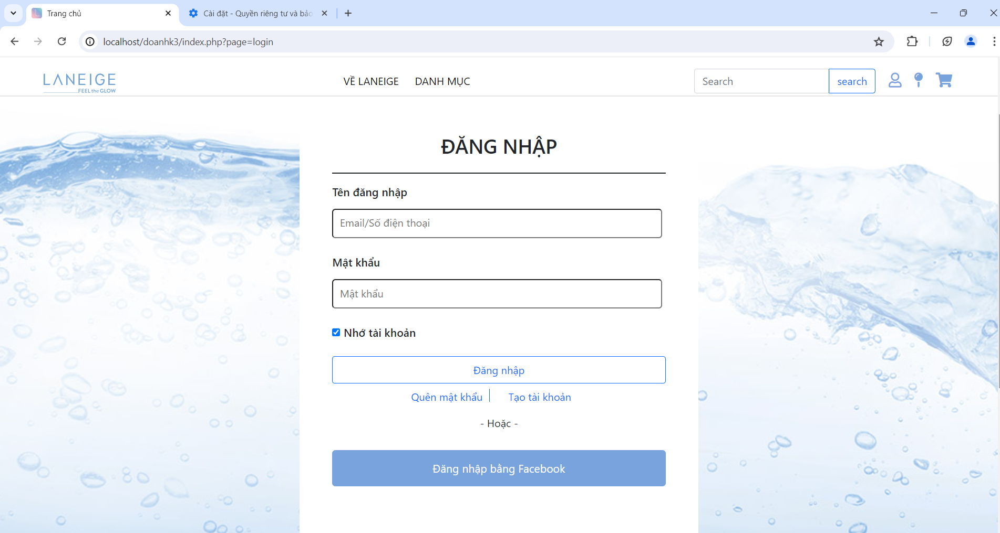 Trang chủ
Cài đặt - Quyền riêng tư và bảo
localhost/doanhk3/index.php?page=login
LANEIGE
FEEL the GLOW
VỀ LANEIGE
DANH MỤC
Search
search
ĐĂNG NHẬP
Tên đăng nhập
Email/Số điện thoại
Mật khẩu
Mật khẩu
Nhớ tài khoản
Đăng nhập
Quên mật khẩu
Tạo tài khoản
- Hoặc -
Đăng nhập bằng Facebook